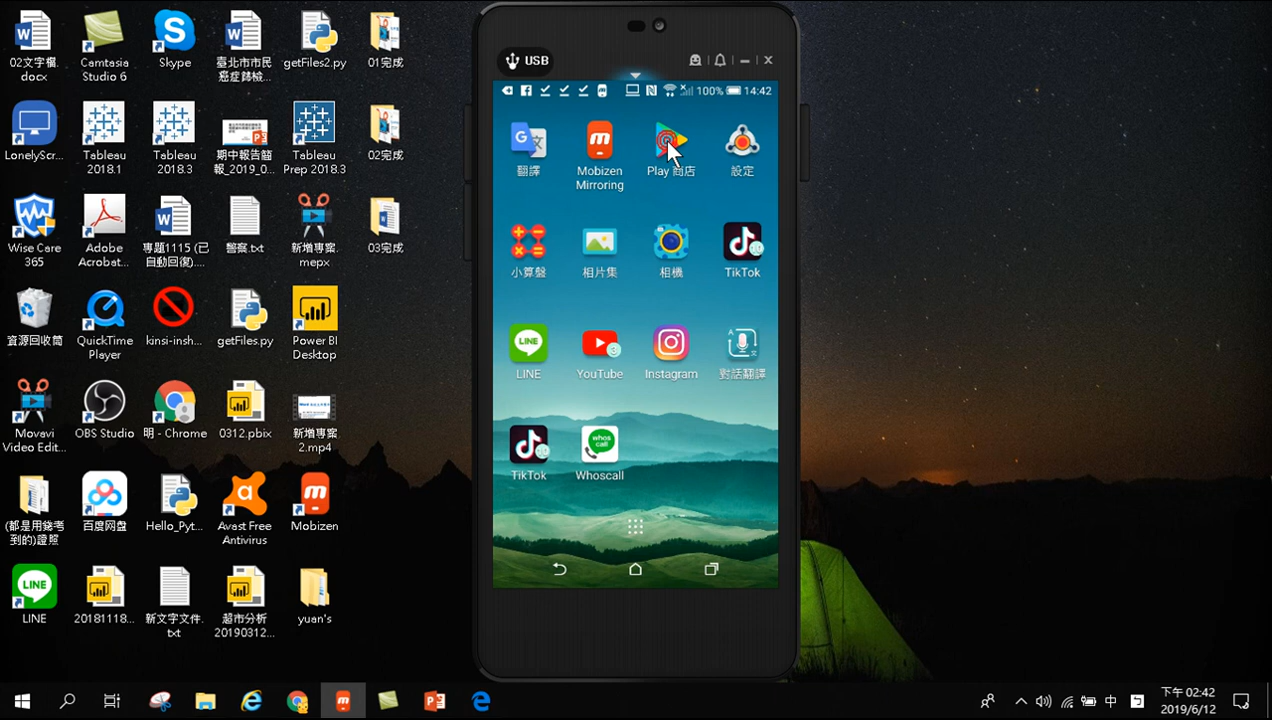 02文字檔.
docx
Camtasia
Studio 6
Skype
臺北市市民
癌症篩檢...
getFiles2.py
01完成
LonelyScr...
Tableau
2018.1
Tableau
2018.3
期中報告簡
報_2019_0...
Tableau
Prep 2018.3
02完成
Wise Care
365
Adobe
Acrobat...
專題1115 (已
自動回復)....
警察.txt
新增專案.
mepx
03完成
資源回收筒
QuickTime
Player
kinsi-insh...
getFiles.py
Power BI
Desktop
Movavi
Video Edit...
OBS Studio
明 - Chrome
0312.pbix
新增專案
2.mp4
(都是用錢考
到的)證照
百度网盘
Hello_Pyt...
Avast Free
Antivirus
Mobizen
LINE
20181118...
新文字文件.
txt
超市分析
20190312...
yuan's
USB
100%
14:42
翻譯
Mobizen
Mirroring
Play 商店
設定
小算盤
相片集
相機
TikTok
LINE
YouTube
Instagram
對話翻譯
TikTok
Whoscall
中
下午 02:42
2019/6/12